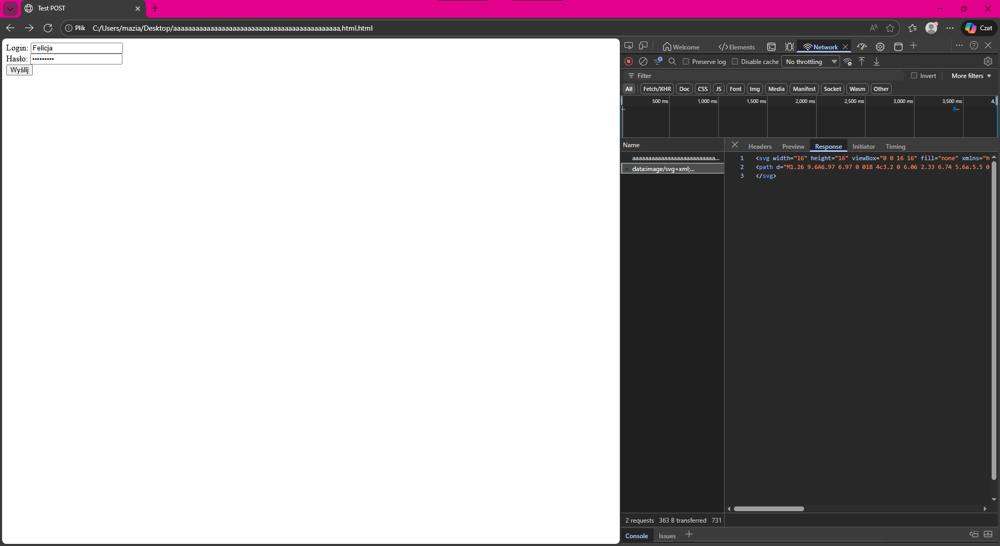 Test POST
Plik
C:/Users/mazia/Desktop/aaaaaaaaaaaaaaaaaaaaaaaaaaaaaaaaaaaaaaaaaaaaa,html.html
Czat
Login: Felicja
Hasło: •••••••••
Wyślij
Welcome
Elements
Network
Preserve log
Disable cache
No throttling
Filter
Invert
More filters
All
Fetch/XHR
Doc
CSS
JS
Font
Img
Media
Manifest
Socket
Wasm
Other
500 ms
1,000 ms
1,500 ms
2,000 ms
2,500 ms
3,000 ms
3,500 ms
4,
Name
Headers
Preview
Response
Initiator
Timing
aaaaaaaaaaaaaaaaaaaaaaaaaaa...
data:image/svg+xml;...
1 <svg width="16" height="16" viewBox="0 0 16 16" fill="none" xmlns="h
2 <path d="M1.26 9.6A6.97 6.97 0 018 4c3.2 0 6.06 2.33 6.74 5.6a.5.5 0
3 </svg>
2 requests
363 B transferred
731
Console
Issues